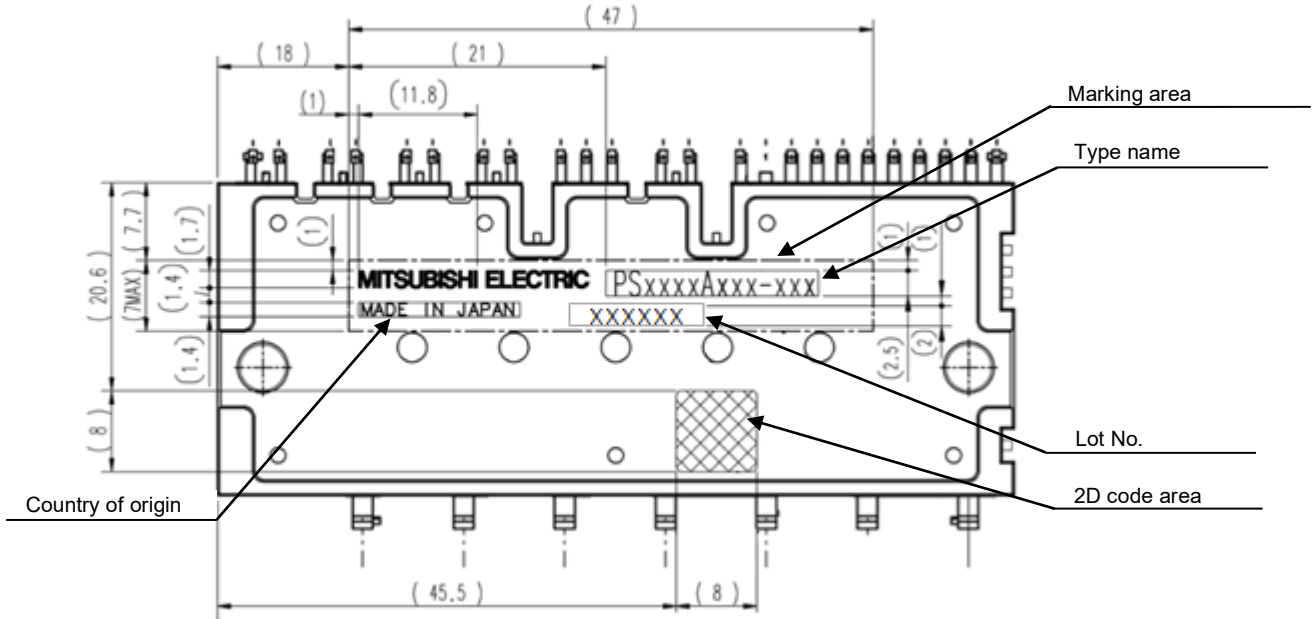 ( 47 )
( 18 )
( 21 )
(1)
(11.8)
Marking area
Type name
( 7.7 )
(1.7)
(1)
(1)
(1)
( 20.6 )
(7MAX)
(1.4)
MITSUBISHI ELECTRIC
PSxxxxAxxx-xxx
MADE IN JAPAN
XXXXXX
(1.4)
(2.5)
(2)
( 8 )
Lot No.
2D code area
Country of origin
( 45.5 )
( 8 )